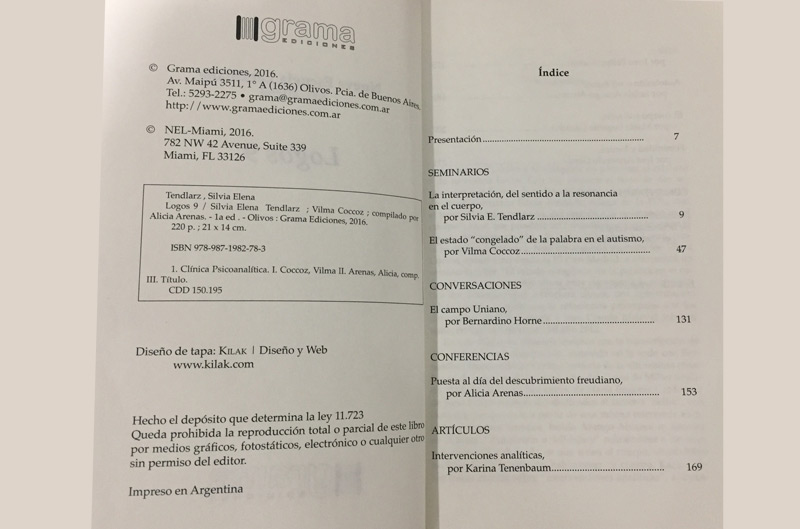 grama
EDICIONES
© Grama ediciones, 2016.
Av. Maipú 3511, 1° A (1636) Olivos. Pcia. de Buenos Aires.
Tel.: 5293-2275 • grama@gramaediciones.com.ar
http://www.gramaediciones.com.ar
© NEL-Miami, 2016.
782 NW 42 Avenue, Suite 339
Miami, FL 33126
Tendlarz, Silvia Elena
Logos 9 / Silvia Elena Tendlarz ; Vilma Coccoz ; compilado por
Alicia Arenas. - 1a ed . - Olivos : Grama Ediciones, 2016.
220 p. ; 21 x 14 cm.
ISBN 978-987-1982-78-3
1. Clínica Psicoanalítica. I. Coccoz, Vilma II. Arenas, Alicia, comp.
III. Título.
CDD 150.195
Diseño de tapa: KILAK | Diseño y Web
www.kilak.com
Hecho el depósito que determina la ley 11.723
Queda prohibida la reproducción total o parcial de este libro
por medios gráficos, fotostáticos, electrónico o cualquier otro
sin permiso del editor.
Impreso en Argentina
Índice
Presentación.................................................... 7
SEMINARIOS
La interpretación, del sentido a la resonancia
en el cuerpo,
por Silvia E. Tendlarz .................................... 9
El estado “congelado” de la palabra en el autismo,
por Vilma Coccoz.......................................... 47
CONVERSACIONES
El campo Uniano,
por Bernardino Horne.................................... 131
CONFERENCIAS
Puesta al día del descubrimiento freudiano,
por Alicia Arenas............................................ 153
ARTÍCULOS
Intervenciones analíticas,
por Karina Tenenbaum.................................... 169